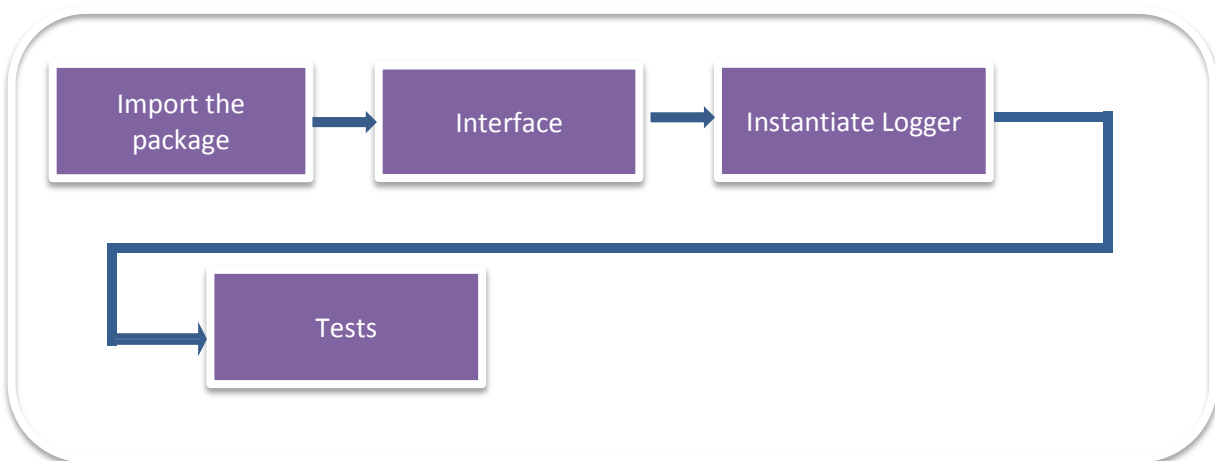 Import the
package
Interface
Instantiate Logger
Tests